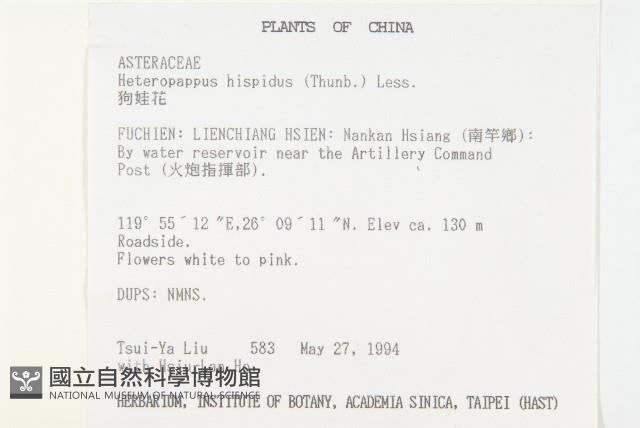 PLANTS OF CHINA
ASTERACEAE
Heteropappus hispidus (Thunb.) Less.
狗娃花
FUCHIEN: LIENCHIANG HSIEN: Nankan Hsiang (南竿鄉):
By water reservoir near the Artillery Command
Post (火炮指揮部).
119° 55´12 ″E,26° 09´11 ″N. Elev ca. 130 m
Roadside.
Flowers white to pink.
DUPS: NMNS.
Tsui-Ya Liu 583 May 27, 1994
with Hsiu-Lan Ho
國立自然科學博物館
NATIONAL MUSEUM OF NATURAL SCIENCE
HERBARIUM, INSTITUTE OF BOTANY, ACADEMIA SINICA, TAIPEI (HAST)